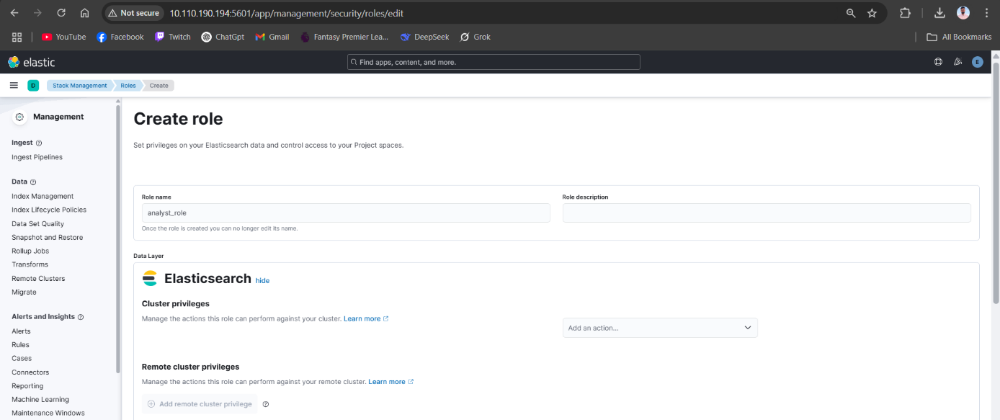 Not secure 10.110.190.194:5601/app/management/security/roles/edit
YouTube Facebook Twitch ChatGpt Gmail Fantasy Premier Lea... DeepSeek Grok All Bookmarks
elastic Find apps, content, and more. E
D Stack Management Roles Create
Management
Ingest
Ingest Pipelines
Data
Index Management
Index Lifecycle Policies
Data Set Quality
Snapshot and Restore
Rollup Jobs
Transforms
Remote Clusters
Migrate
Alerts and Insights
Alerts
Rules
Cases
Connectors
Reporting
Machine Learning
Maintenance Windows
Create role
Set privileges on your Elasticsearch data and control access to your Project spaces.
Role name Role description
analyst_role
Once the role is created you can no longer edit its name.
Data Layer
Elasticsearch hide
Cluster privileges
Manage the actions this role can perform against your cluster. Learn more
Add an action...
Remote cluster privileges
Manage the actions this role can perform against your remote cluster. Learn more
Add remote cluster privilege